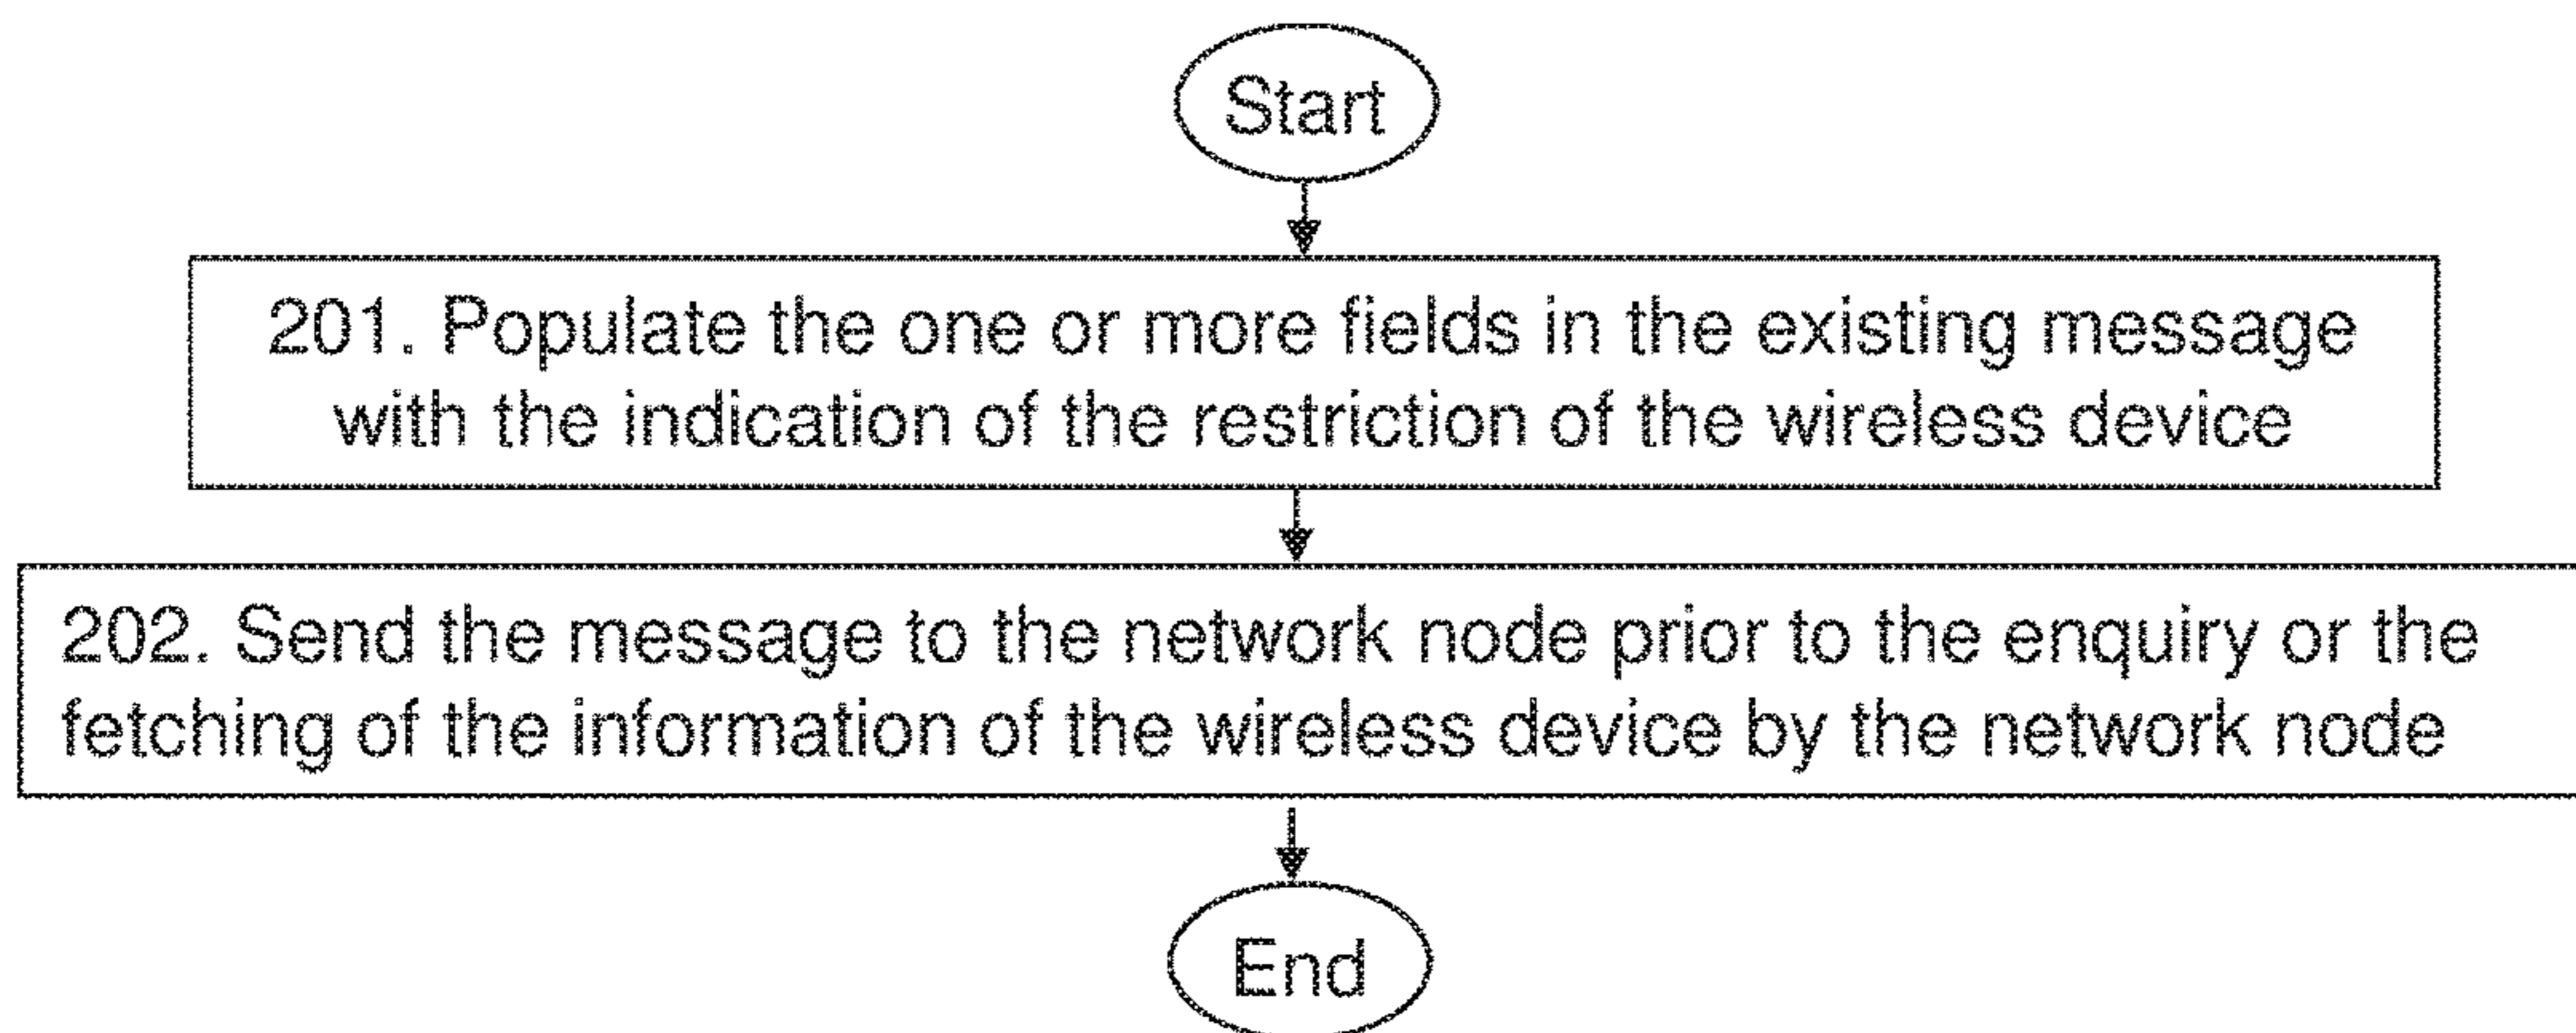 Start
201. Populate the one or more fields in the existing message
with the indication of the restriction of the wireless device
202. Send the message to the network node prior to the enquiry or the
fetching of the information of the wireless device by the network node
End